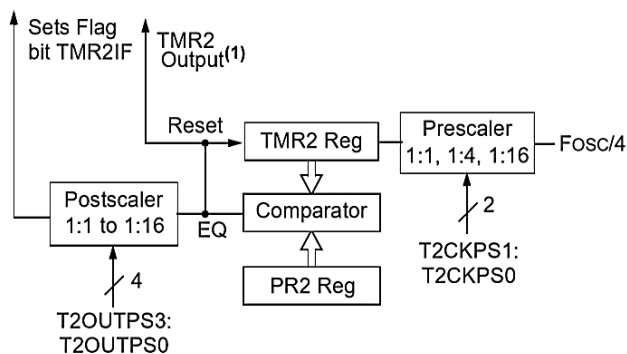 Sets Flag
bit TMR2IF
TMR2
Output(1)
Reset
TMR2 Reg
Prescaler
1:1, 1:4, 1:16
FOSC/4
Postscaler
1:1 to 1:16
EQ
Comparator
2
T2CKPS1:
T2CKPS0
4
PR2 Reg
T2OUTPS3:
T2OUTPS0